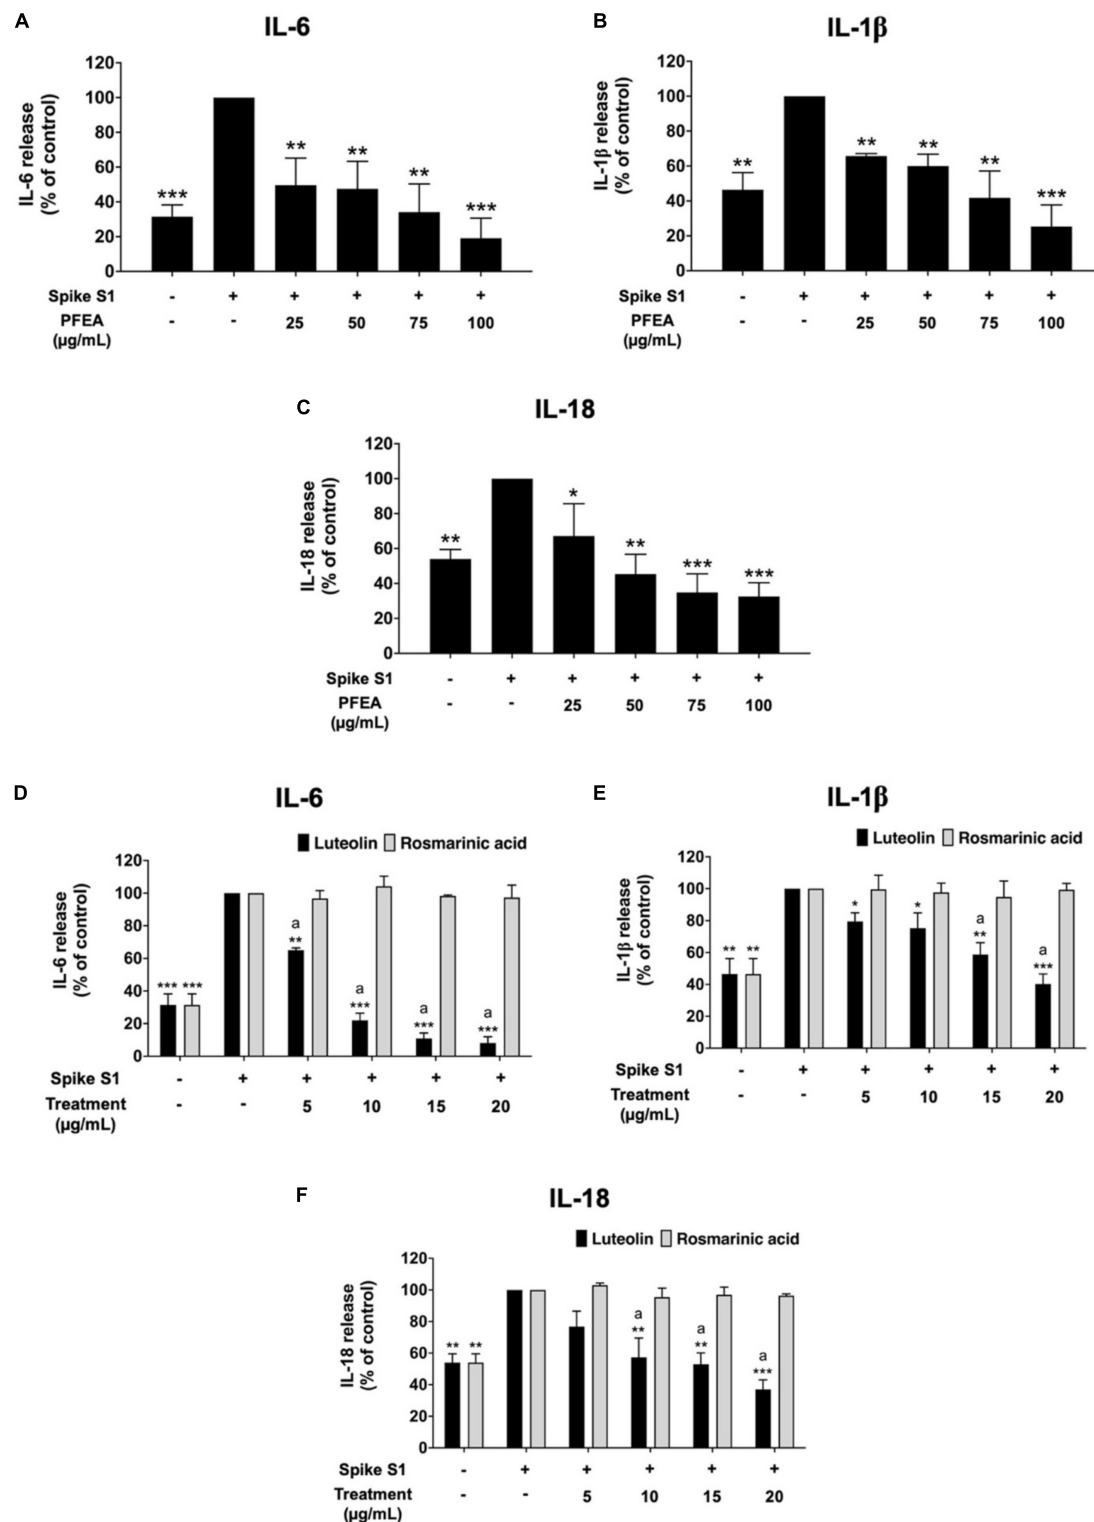 A
IL-6
IL-6 release
(% of control)
120
100
80
60
40
20
0
*** ** ** ** ***
Spike S1 - + + + + +
PFEA - - 25 50 75 100
(µg/mL)
B
IL-1β
IL-1β release
(% of control)
120
100
80
60
40
20
0
** ** ** ** ***
Spike S1 - + + + + +
PFEA - - 25 50 75 100
(µg/mL)
C
IL-18
IL-18 release
(% of control)
120
100
80
60
40
20
0
** * ** *** ***
Spike S1 - + + + + +
PFEA - - 25 50 75 100
(µg/mL)
D
IL-6
Luteolin Rosmarinic acid
IL-6 release
(% of control)
120
100
80
60
40
20
0
a a a a
*** *** ** *** *** ***
Spike S1 - + + + + +
Treatment - - 5 10 15 20
(µg/mL)
E
IL-1β
Luteolin Rosmarinic acid
IL-1β release
(% of control)
120
100
80
60
40
20
0
a a
** ** * * ** ***
Spike S1 - + + + + +
Treatment - - 5 10 15 20
(µg/mL)
F
IL-18
Luteolin Rosmarinic acid
IL-18 release
(% of control)
120
100
80
60
40
20
0
a a a
** ** ** ** ***
Spike S1 - + + + + +
Treatment - - 5 10 15 20
(µg/mL)